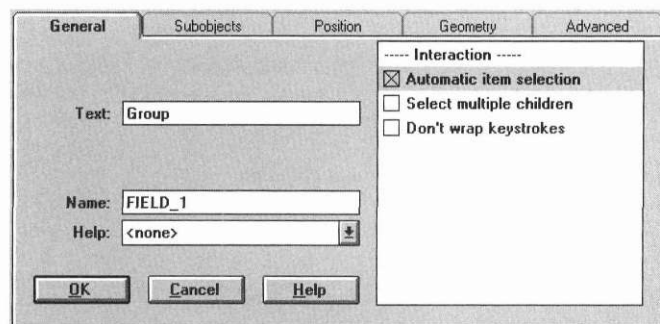 General Subobjects Position Geometry Advanced
----- Interaction -----
Automatic item selection
Select multiple children
Don't wrap keystrokes
Text: Group
Name: FIELD_1
Help: <none>
OK Cancel Help